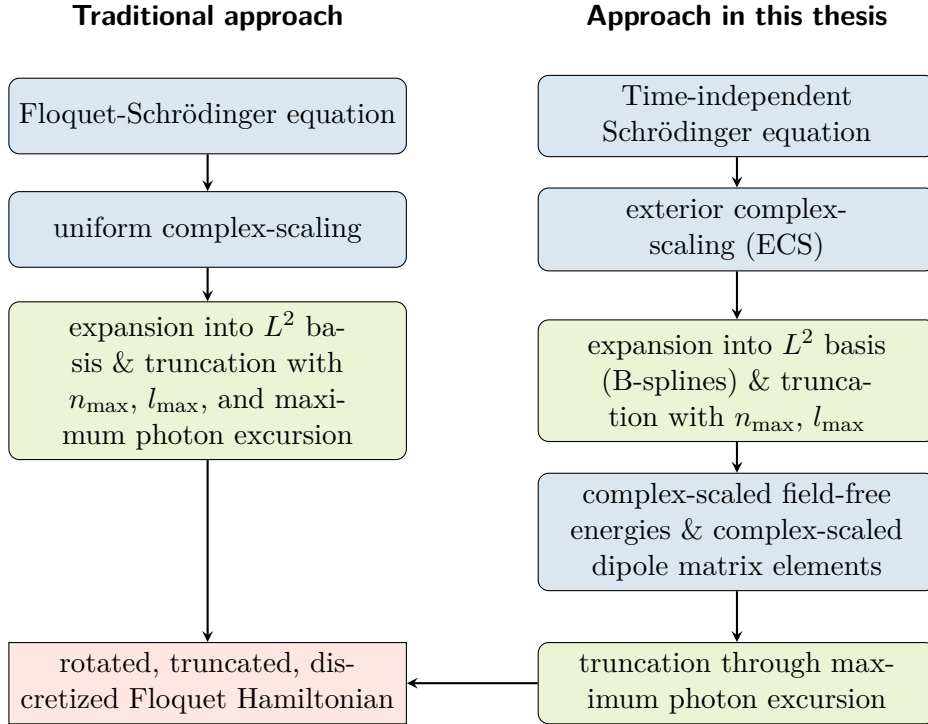 Traditional approach
Floquet-Schrödinger equation
uniform complex-scaling
expansion into L² ba-
sis & truncation with
n_max, l_max, and maxi-
mum photon excursion
rotated, truncated, dis-
cretized Floquet Hamiltonian
Approach in this thesis
Time-independent
Schrödinger equation
exterior complex-
scaling (ECS)
expansion into L² basis
(B-splines) & trunca-
tion with n_max, l_max
complex-scaled field-free
energies & complex-scaled
dipole matrix elements
truncation through max-
imum photon excursion